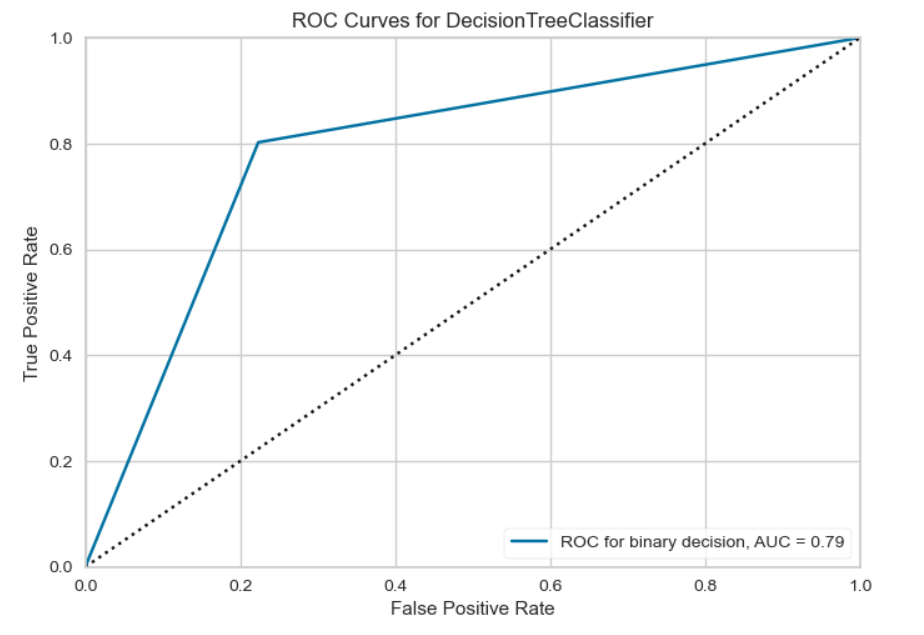 ROC Curves for DecisionTreeClassifier
1.0
0.8
0.6
0.4
0.2
0.0
True Positive Rate
ROC for binary decision, AUC = 0.79
0.0 0.2 0.4 0.6 0.8 1.0
False Positive Rate